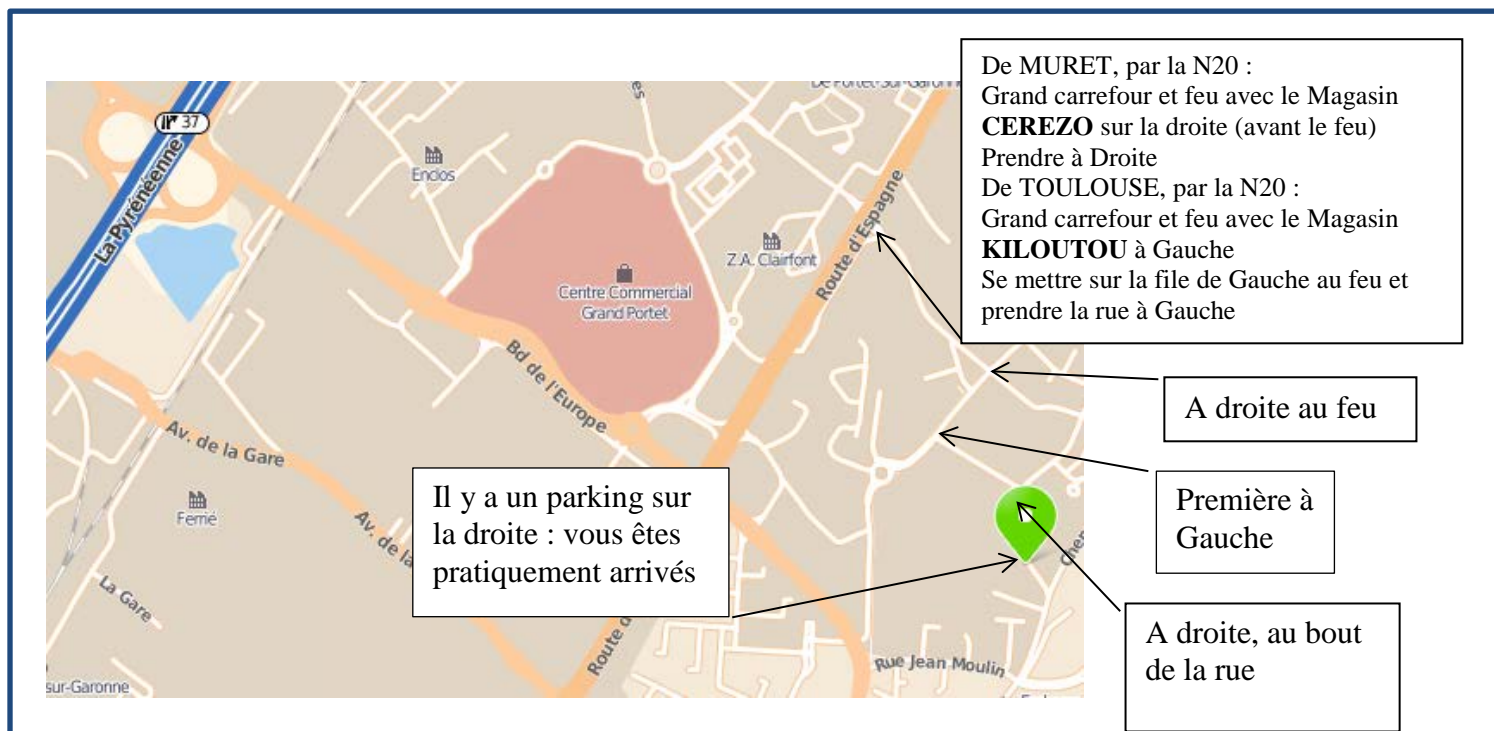 De MURET, par la N20 :
Grand carrefour et feu avec le Magasin
CEREZO sur la droite (avant le feu)
Prendre à Droite
De TOULOUSE, par la N20 :
Grand carrefour et feu avec le Magasin
KILOUTOU à Gauche
Se mettre sur la file de Gauche au feu et
prendre la rue à Gauche
A droite au feu
Première à
Gauche
A droite, au bout
de la rue
Il y a un parking sur
la droite : vous êtes
pratiquement arrivés
37
La Pyrénéenne
Enclos
Z.A. Clairfont
Route d'Espagne
Centre Commercial
Grand Portet
Bd de l'Europe
Av. de la Gare
Ferrié
Av. de la
La Gare
Route d
Rue Jean Moulin
sur-Garonne